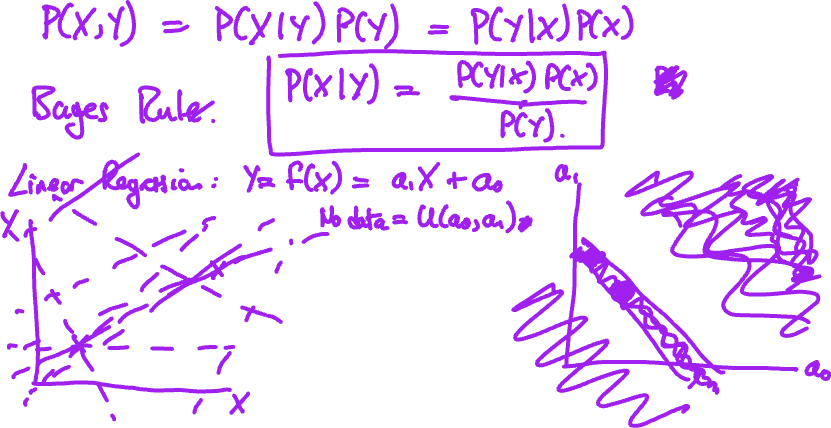 P(X,Y) = P(X|Y) P(Y) = P(Y|X) P(X)
Bayes Rule. P(X|Y) = P(Y|X) P(X) / P(Y).
Linear Regression: Y = f(X) = a₁X + a₀
No data = U(a₀, a₁).
a₁
Y
X
a₀